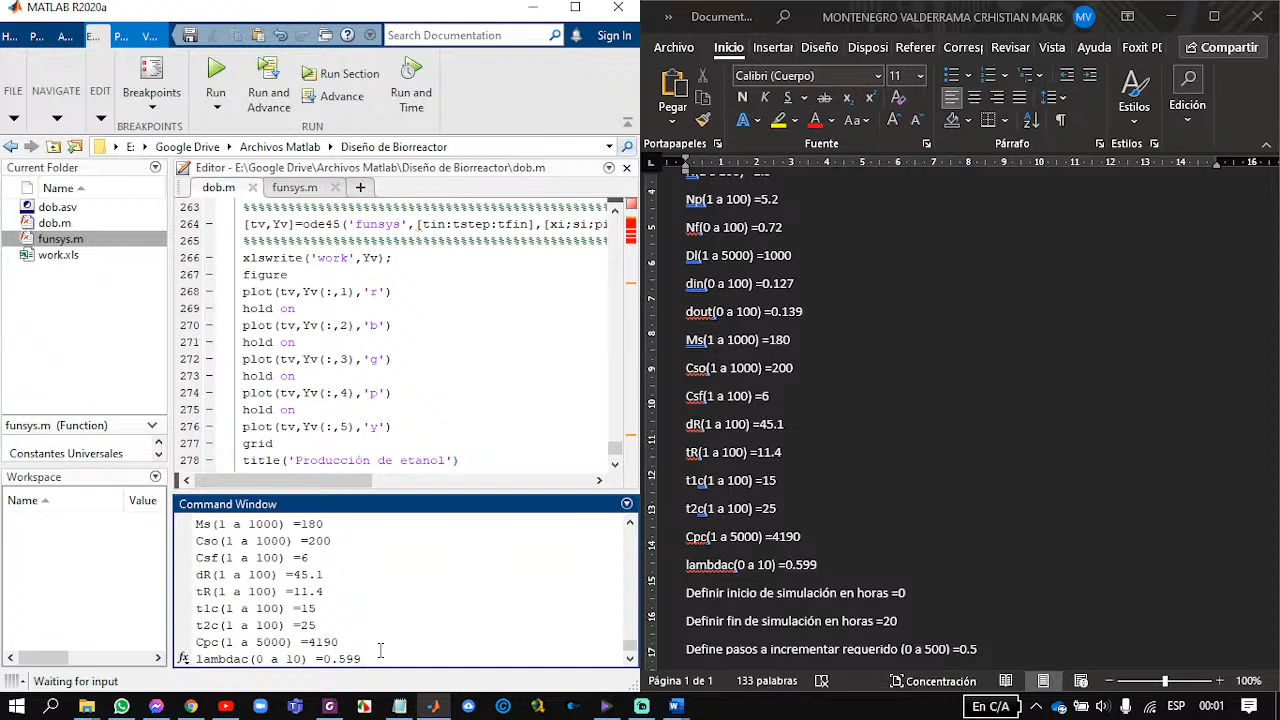 MATLAB R2020a
H...
P...
A...
E...
P...
V...
Search Documentation
Sign In
FILE
NAVIGATE
EDIT
Breakpoints
Run
Run and
Advance
Run Section
Advance
Run and
Time
BREAKPOINTS
RUN
E:
Google Drive
Archivos Matlab
Diseño de Biorreactor
Current Folder
Name
dob.asv
dob.m
funsys.m
work.xls
funsys.m (Function)
Constantes Universales
Workspace
Name
Value
Editor - E:\Google Drive\Archivos Matlab\Diseño de Biorreactor\dob.m
dob.m
funsys.m
263 %%%%%%%%%%%%%%%%%%%%%%%%%%%%%%%%%%%%%%%%%%
264 [tv,Yv]=ode45('funsys',[tin:tstep:tfin],[xi;si;pi
265 %%%%%%%%%%%%%%%%%%%%%%%%%%%%%%%%%%%%%%%%%%
266 xlswrite('work',Yv);
267 figure
268 plot(tv,Yv(:,1),'r')
269 hold on
270 plot(tv,Yv(:,2),'b')
271 hold on
272 plot(tv,Yv(:,3),'g')
273 hold on
274 plot(tv,Yv(:,4),'p')
275 hold on
276 plot(tv,Yv(:,5),'y')
277 grid
278 title('Producción de etanol')
Command Window
Ms(1 a 1000) =180
Cso(1 a 1000) =200
Csf(1 a 100) =6
dR(1 a 100) =45.1
tR(1 a 100) =11.4
t1c(1 a 100) =15
t2c(1 a 100) =25
Cpc(1 a 5000) =4190
lambdac(0 a 10) =0.599
Waiting for input
Document...
MONTENEGRO VALDERRAMA CRHISTIAN MARK
MV
Archivo
Inicio
Insertar
Diseño
Dispos
Referer
Corres
Revisar
Vista
Ayuda
Foxit PI
Compartir
Pegar
Calibri (Cuerpo)
11
N K S ab x₂ x²
Estilos
Edición
Portapapeles
Fuente
Párrafo
Estilos
Np(1 a 100) =5.2
Nf(0 a 100) =0.72
Dl(1 a 5000) =1000
din(0 a 100) =0.127
dout(0 a 100) =0.139
Ms(1 a 1000) =180
Cso(1 a 1000) =200
Csf(1 a 100) =6
dR(1 a 100) =45.1
tR(1 a 100) =11.4
t1c(1 a 100) =15
t2c(1 a 100) =25
Cpc(1 a 5000) =4190
lambdac(0 a 10) =0.599
Definir inicio de simulación en horas =0
Definir fin de simulación en horas =20
Define pasos a incrementar requerido (0.1:5000) =0.5
Página 1 de 1
133 palabras
Concentración
100%
En C/A
ESP
00:01